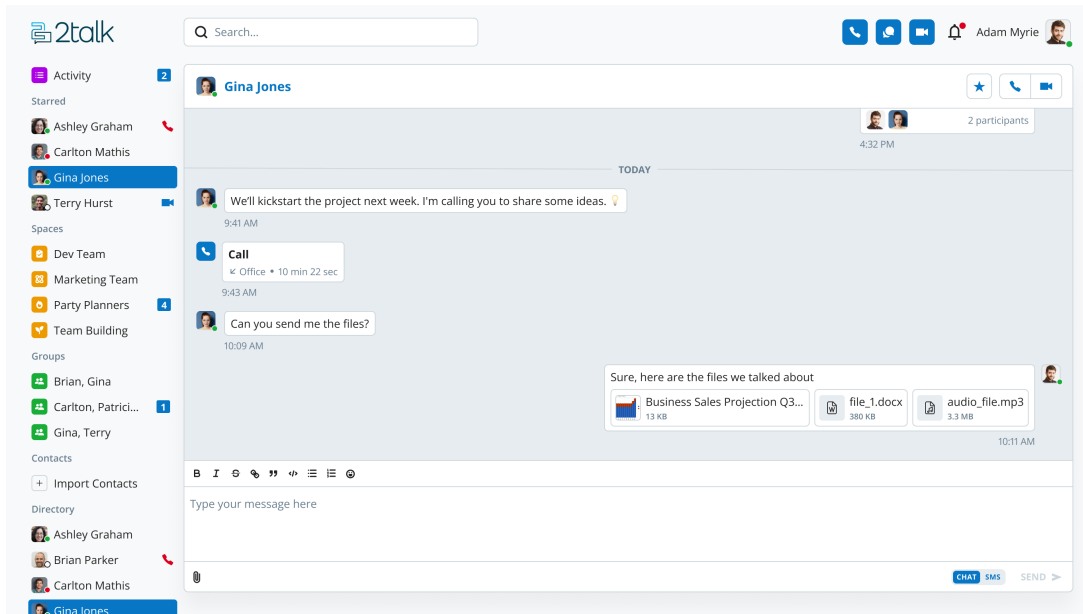 2talk
Search...
Adam Myrie
Activity 2
Starred
Ashley Graham
Carlton Mathis
Gina Jones
Terry Hurst
Spaces
Dev Team
Marketing Team
Party Planners 4
Team Building
Groups
Brian, Gina
Carlton, Patrici... 1
Gina, Terry
Contacts
Import Contacts
Directory
Ashley Graham
Brian Parker
Carlton Mathis
Gina Jones
Gina Jones
2 participants
4:32 PM
TODAY
We'll kickstart the project next week. I'm calling you to share some ideas. 💡
9:41 AM
Call
↙ Office • 10 min 22 sec
9:43 AM
Can you send me the files?
10:09 AM
Sure, here are the files we talked about
Business Sales Projection Q3...
13 KB
file_1.docx
380 KB
audio_file.mp3
3.3 MB
10:11 AM
B I S ” </>
Type your message here
CHAT SMS SEND